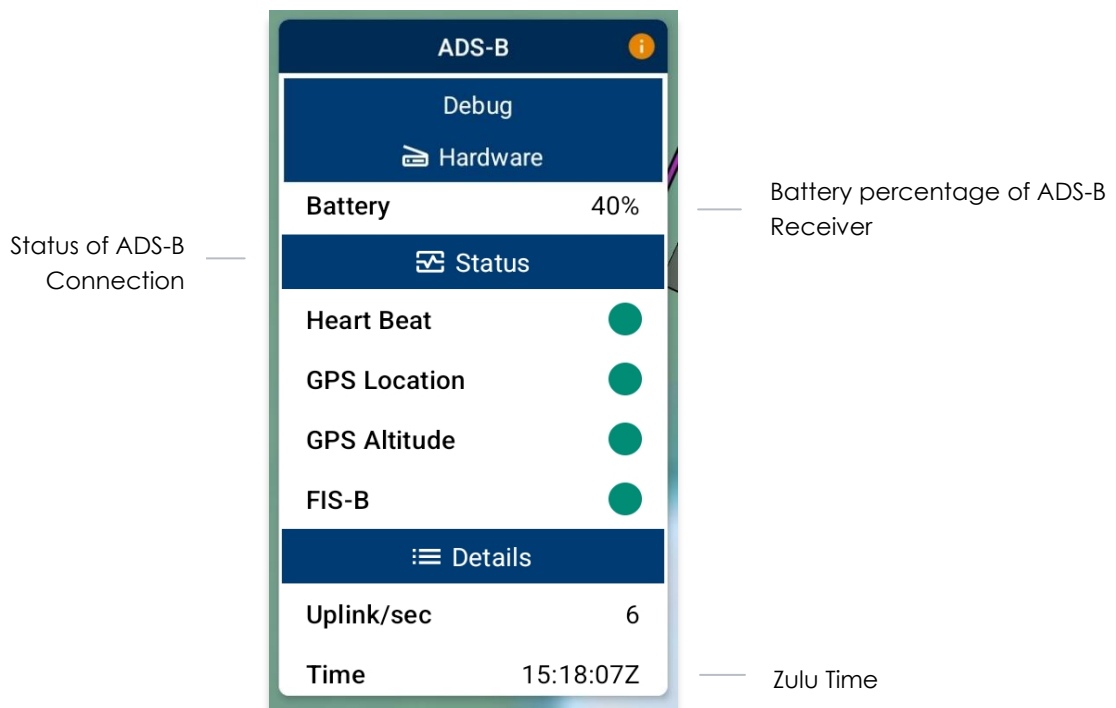 ADS-B
Debug
Hardware
Battery 40%
Battery percentage of ADS-B
Receiver
Status of ADS-B
Connection
Status
Heart Beat
GPS Location
GPS Altitude
FIS-B
Details
Uplink/sec 6
Time 15:18:07Z
Zulu Time